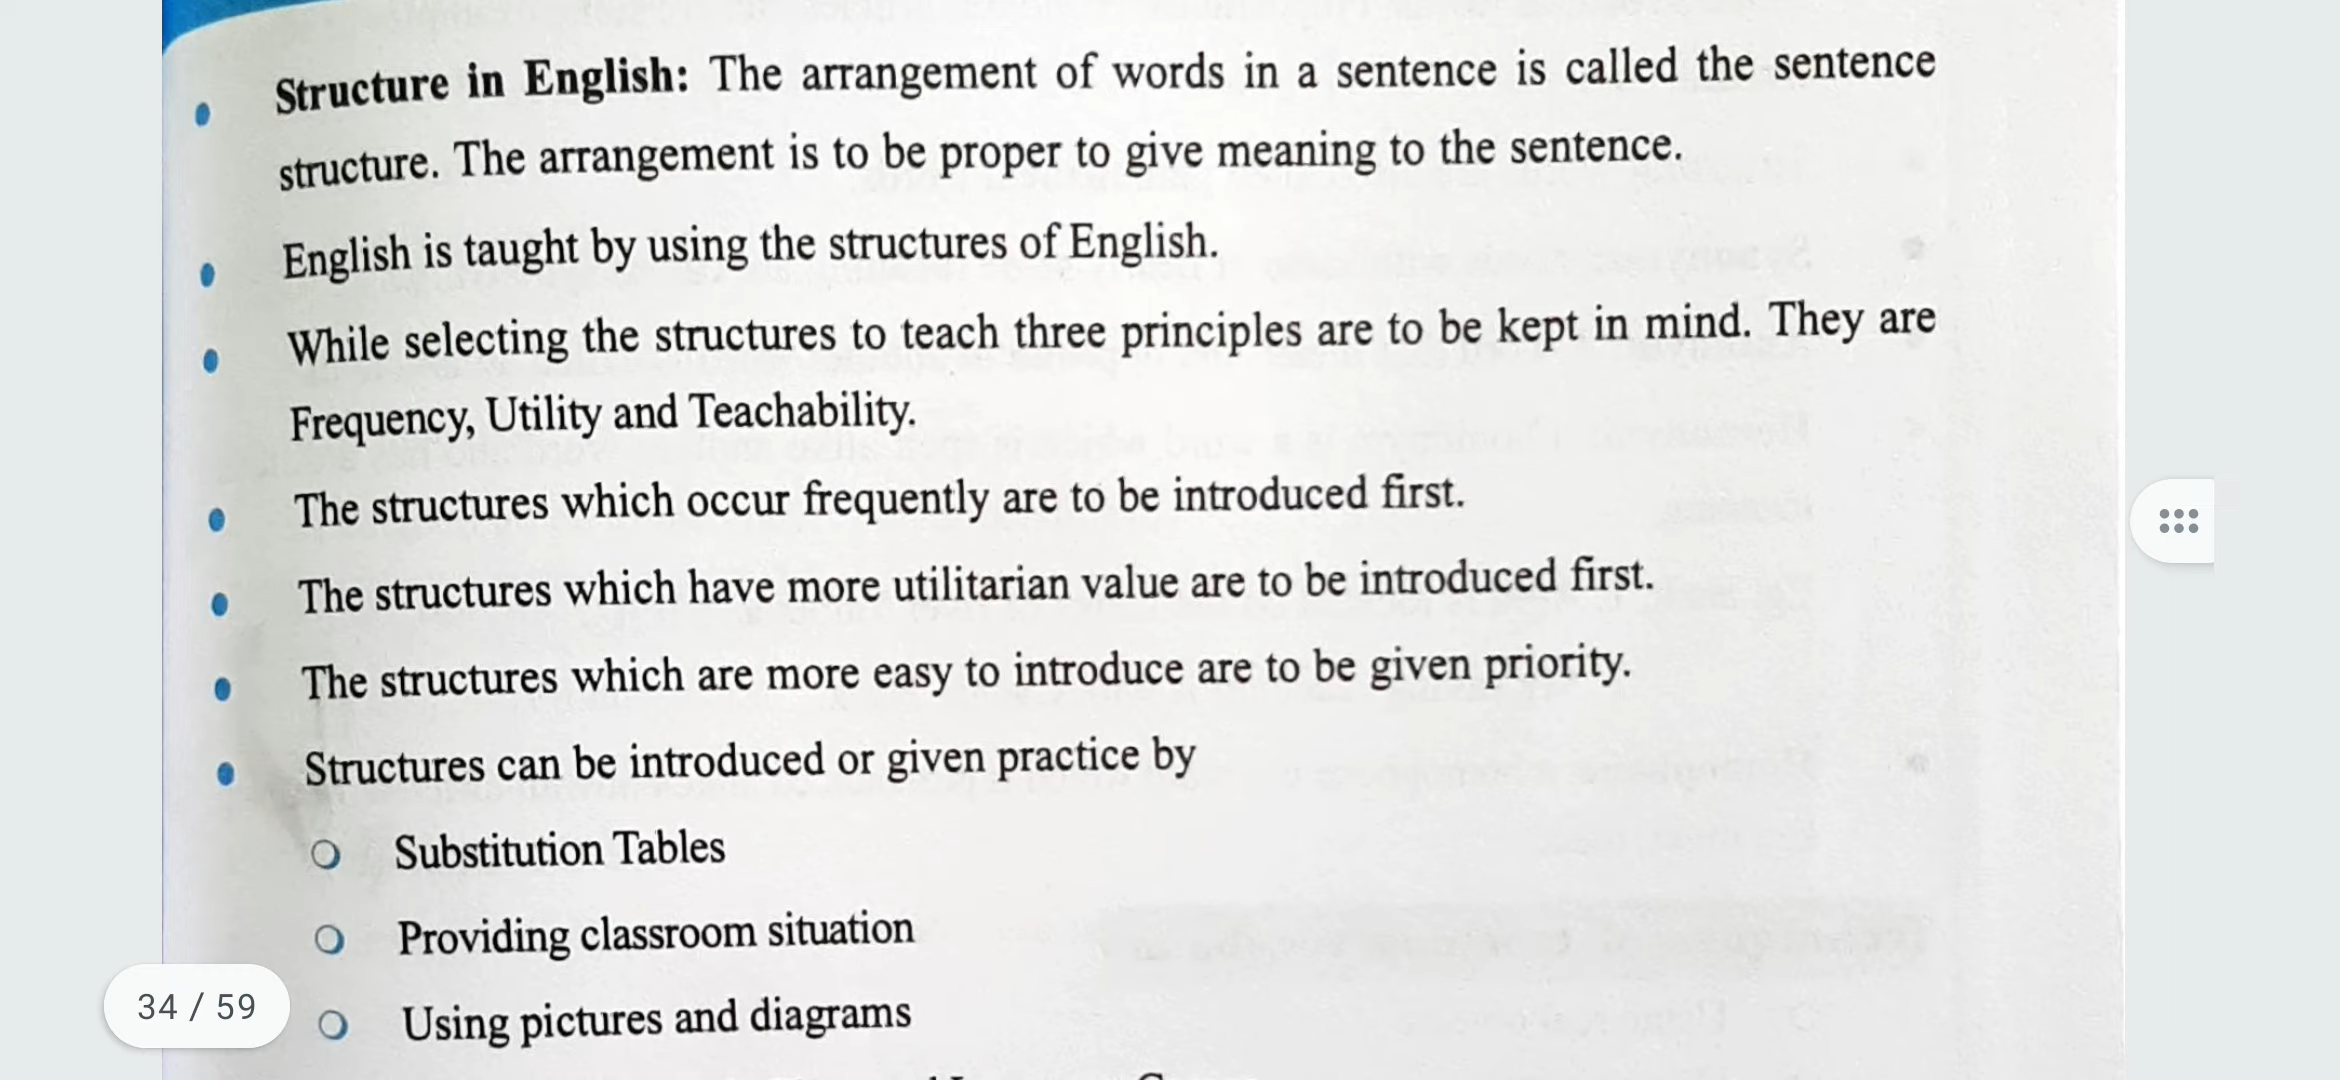 Structure in English: The arrangement of words in a sentence is called the sentence
structure. The arrangement is to be proper to give meaning to the sentence.
English is taught by using the structures of English.
While selecting the structures to teach three principles are to be kept in mind. They are
Frequency, Utility and Teachability.
The structures which occur frequently are to be introduced first.
The structures which have more utilitarian value are to be introduced first.
The structures which are more easy to introduce are to be given priority.
Structures can be introduced or given practice by
Substitution Tables
Providing classroom situation
Using pictures and diagrams
34 / 59